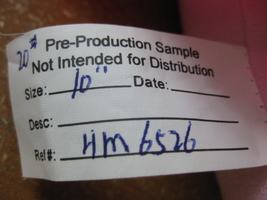 20#
Pre-Production Sample
Not Intended for Distribution
Size: 10" Date:
Desc:
Ref#: HM 6526